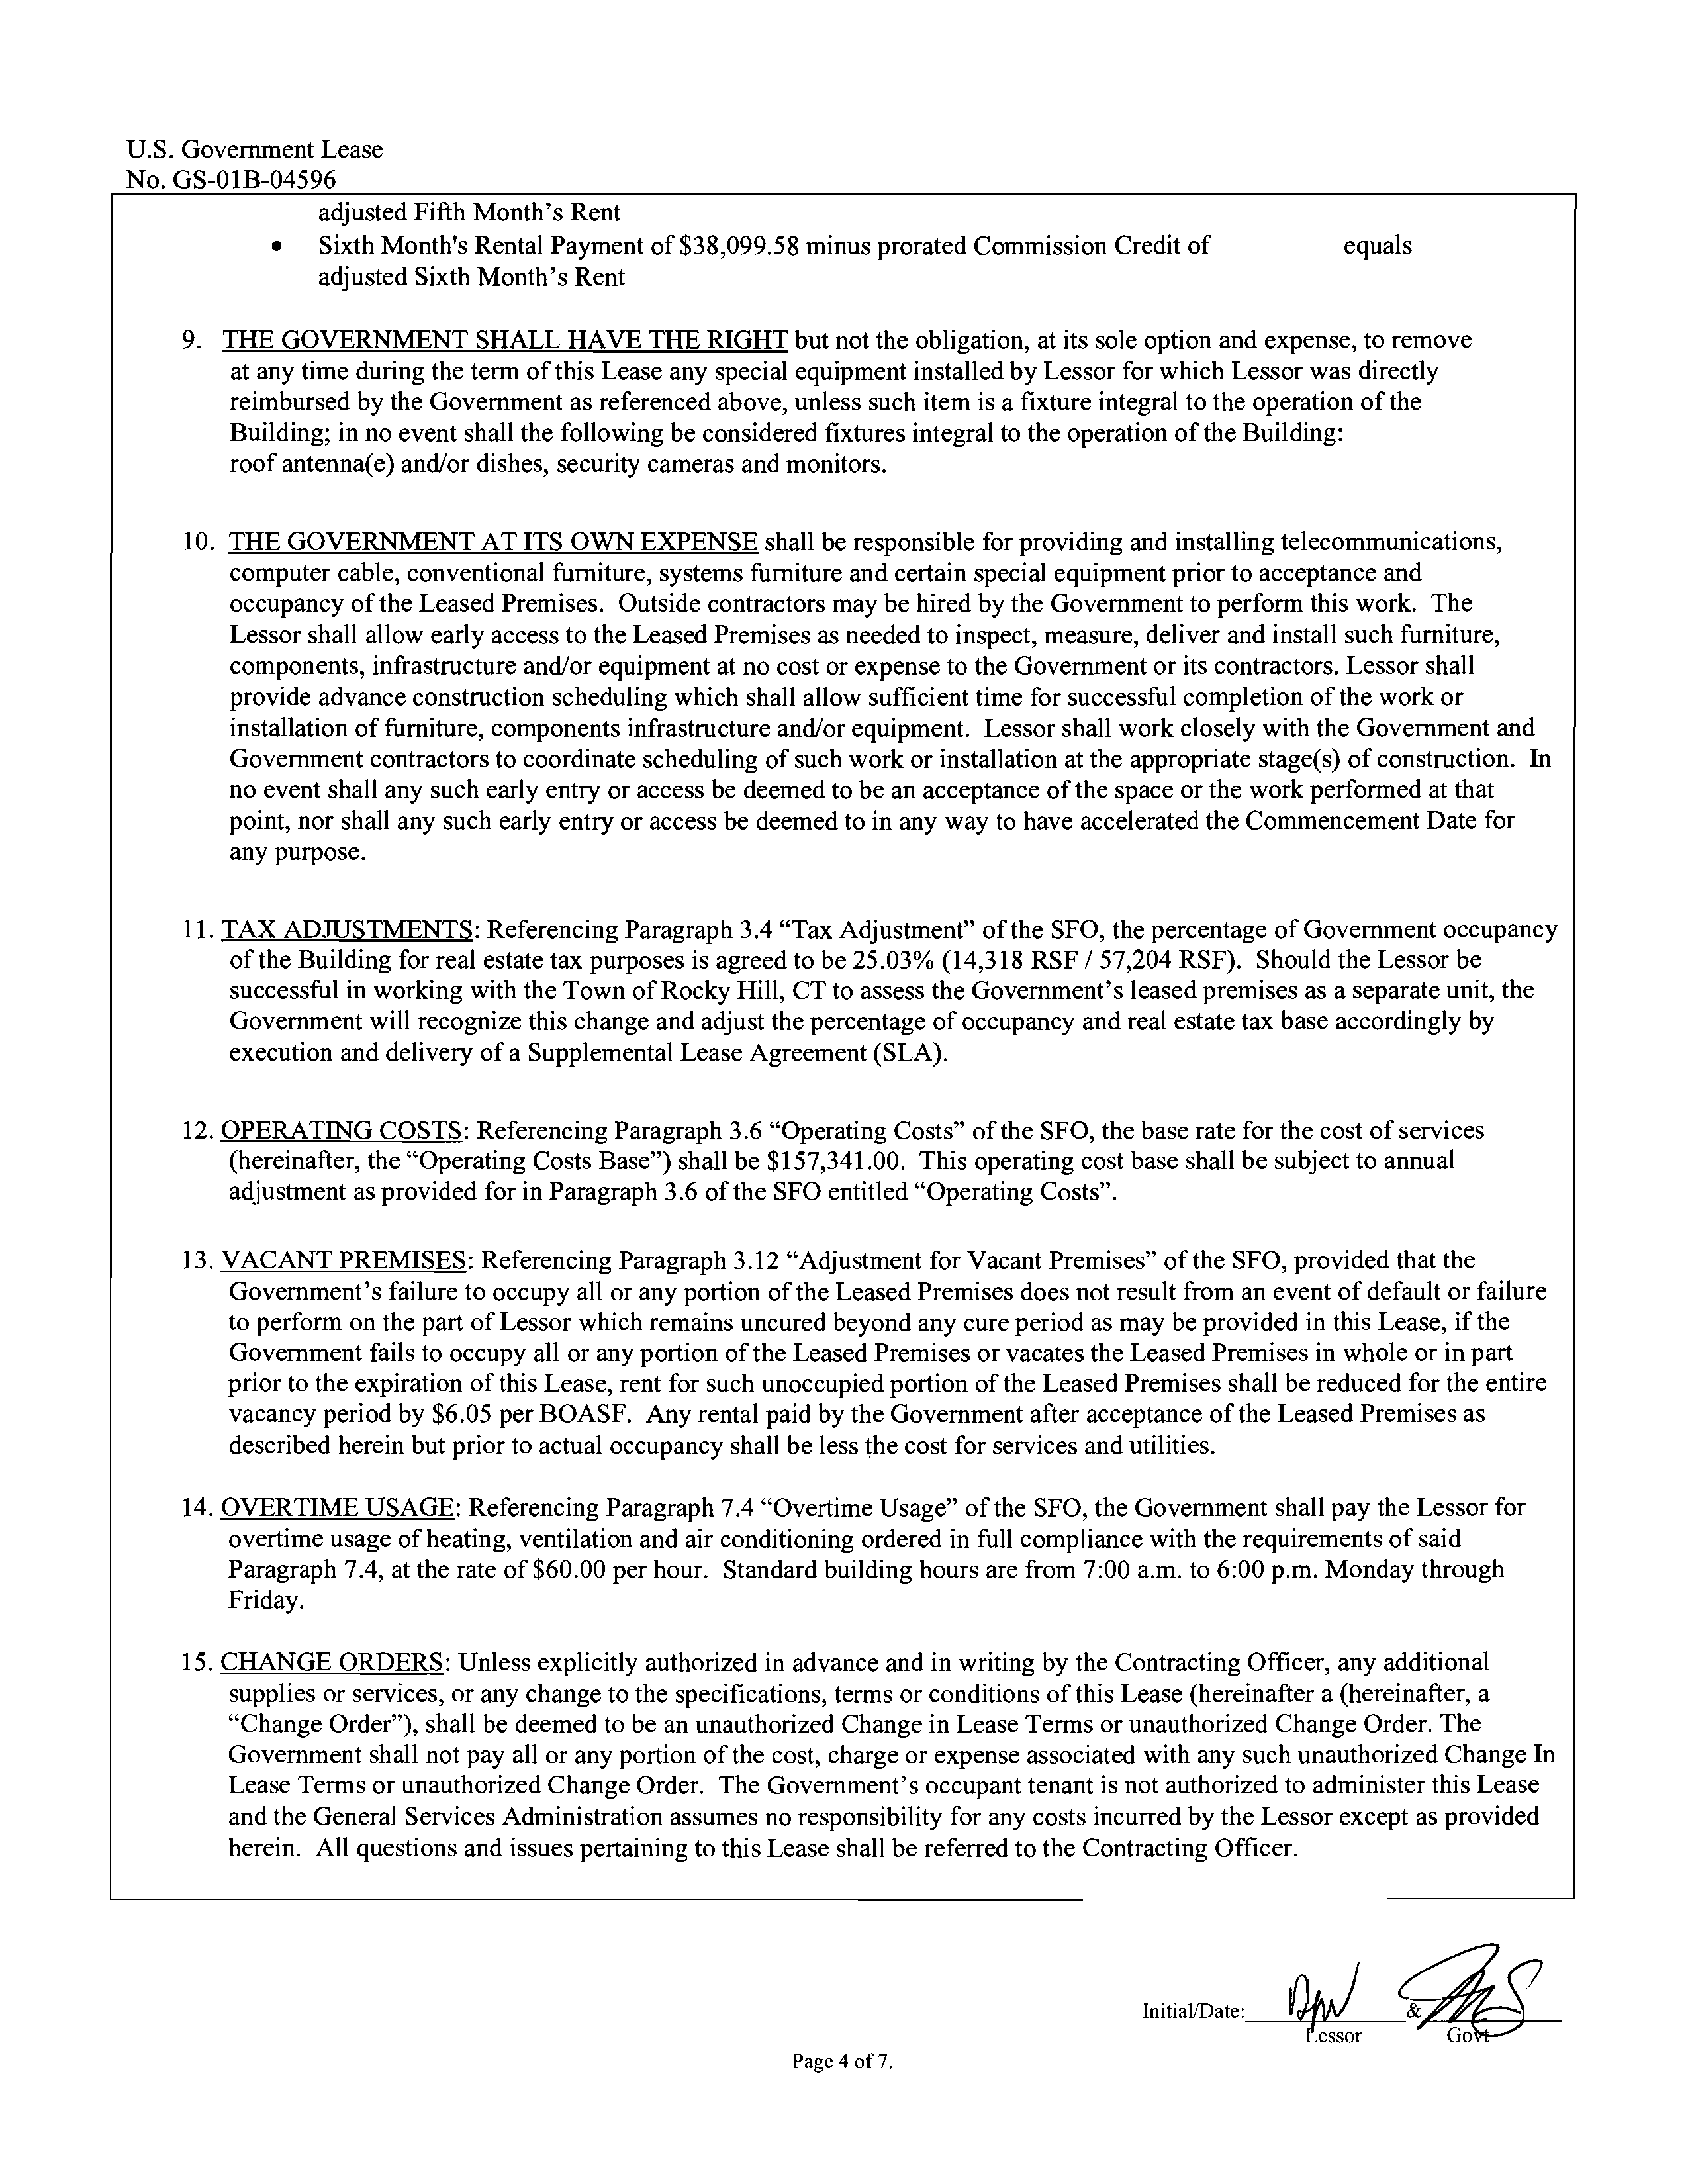 U.S. Government Lease
No. GS-01B-04596
adjusted Fifth Month’s Rent
• Sixth Month's Rental Payment of $38,099.58 minus prorated Commission Credit of equals
adjusted Sixth Month’s Rent
9. THE GOVERNMENT SHALL HAVE THE RIGHT but not the obligation, at its sole option and expense, to remove
at any time during the term of this Lease any special equipment installed by Lessor for which Lessor was directly
reimbursed by the Government as referenced above, unless such item is a fixture integral to the operation of the
Building; in no event shall the following be considered fixtures integral to the operation of the Building:
roof antenna(e) and/or dishes, security cameras and monitors.
10. THE GOVERNMENT AT ITS OWN EXPENSE shall be responsible for providing and installing telecommunications,
computer cable, conventional furniture, systems furniture and certain special equipment prior to acceptance and
occupancy of the Leased Premises. Outside contractors may be hired by the Government to perform this work. The
Lessor shall allow early access to the Leased Premises as needed to inspect, measure, deliver and install such furniture,
components, infrastructure and/or equipment at no cost or expense to the Government or its contractors. Lessor shall
provide advance construction scheduling which shall allow sufficient time for successful completion of the work or
installation of furniture, components infrastructure and/or equipment. Lessor shall work closely with the Government and
Government contractors to coordinate scheduling of such work or installation at the appropriate stage(s) of construction. In
no event shall any such early entry or access be deemed to be an acceptance of the space or the work performed at that
point, nor shall any such early entry or access be deemed to in any way to have accelerated the Commencement Date for
any purpose.
11. TAX ADJUSTMENTS: Referencing Paragraph 3.4 “Tax Adjustment” of the SFO, the percentage of Government occupancy
of the Building for real estate tax purposes is agreed to be 25.03% (14,318 RSF / 57,204 RSF). Should the Lessor be
successful in working with the Town of Rocky Hill, CT to assess the Government’s leased premises as a separate unit, the
Government will recognize this change and adjust the percentage of occupancy and real estate tax base accordingly by
execution and delivery of a Supplemental Lease Agreement (SLA).
12. OPERATING COSTS: Referencing Paragraph 3.6 “Operating Costs” of the SFO, the base rate for the cost of services
(hereinafter, the “Operating Costs Base”) shall be $157,341.00. This operating cost base shall be subject to annual
adjustment as provided for in Paragraph 3.6 of the SFO entitled “Operating Costs”.
13. VACANT PREMISES: Referencing Paragraph 3.12 “Adjustment for Vacant Premises” of the SFO, provided that the
Government’s failure to occupy all or any portion of the Leased Premises does not result from an event of default or failure
to perform on the part of Lessor which remains uncured beyond any cure period as may be provided in this Lease, if the
Government fails to occupy all or any portion of the Leased Premises or vacates the Leased Premises in whole or in part
prior to the expiration of this Lease, rent for such unoccupied portion of the Leased Premises shall be reduced for the entire
vacancy period by $6.05 per BOASF. Any rental paid by the Government after acceptance of the Leased Premises as
described herein but prior to actual occupancy shall be less the cost for services and utilities.
14. OVERTIME USAGE: Referencing Paragraph 7.4 “Overtime Usage” of the SFO, the Government shall pay the Lessor for
overtime usage of heating, ventilation and air conditioning ordered in full compliance with the requirements of said
Paragraph 7.4, at the rate of $60.00 per hour. Standard building hours are from 7:00 a.m. to 6:00 p.m. Monday through
Friday.
15. CHANGE ORDERS: Unless explicitly authorized in advance and in writing by the Contracting Officer, any additional
supplies or services, or any change to the specifications, terms or conditions of this Lease (hereinafter a (hereinafter, a
“Change Order”), shall be deemed to be an unauthorized Change in Lease Terms or unauthorized Change Order. The
Government shall not pay all or any portion of the cost, charge or expense associated with any such unauthorized Change In
Lease Terms or unauthorized Change Order. The Government’s occupant tenant is not authorized to administer this Lease
and the General Services Administration assumes no responsibility for any costs incurred by the Lessor except as provided
herein. All questions and issues pertaining to this Lease shall be referred to the Contracting Officer.
Initial/Date: &
Lessor Govt
Page 4 of 7.